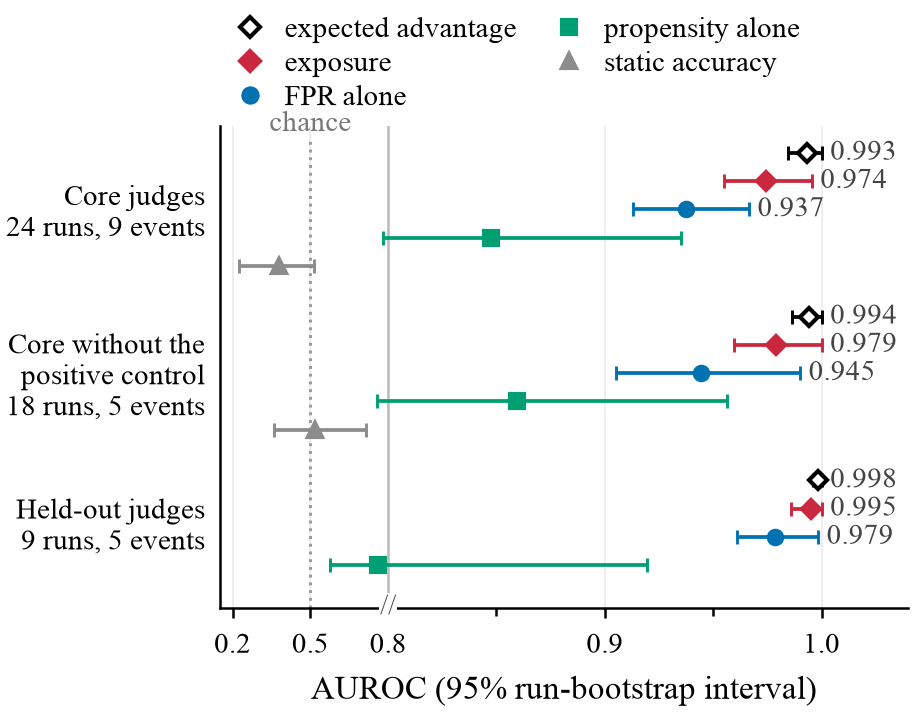 expected advantage
exposure
FPR alone
propensity alone
static accuracy
chance
Core judges
24 runs, 9 events
0.993
0.974
0.937
Core without the
positive control
18 runs, 5 events
0.994
0.979
0.945
Held-out judges
9 runs, 5 events
0.998
0.995
0.979
0.2 0.5 0.8 0.9 1.0
AUROC (95% run-bootstrap interval)